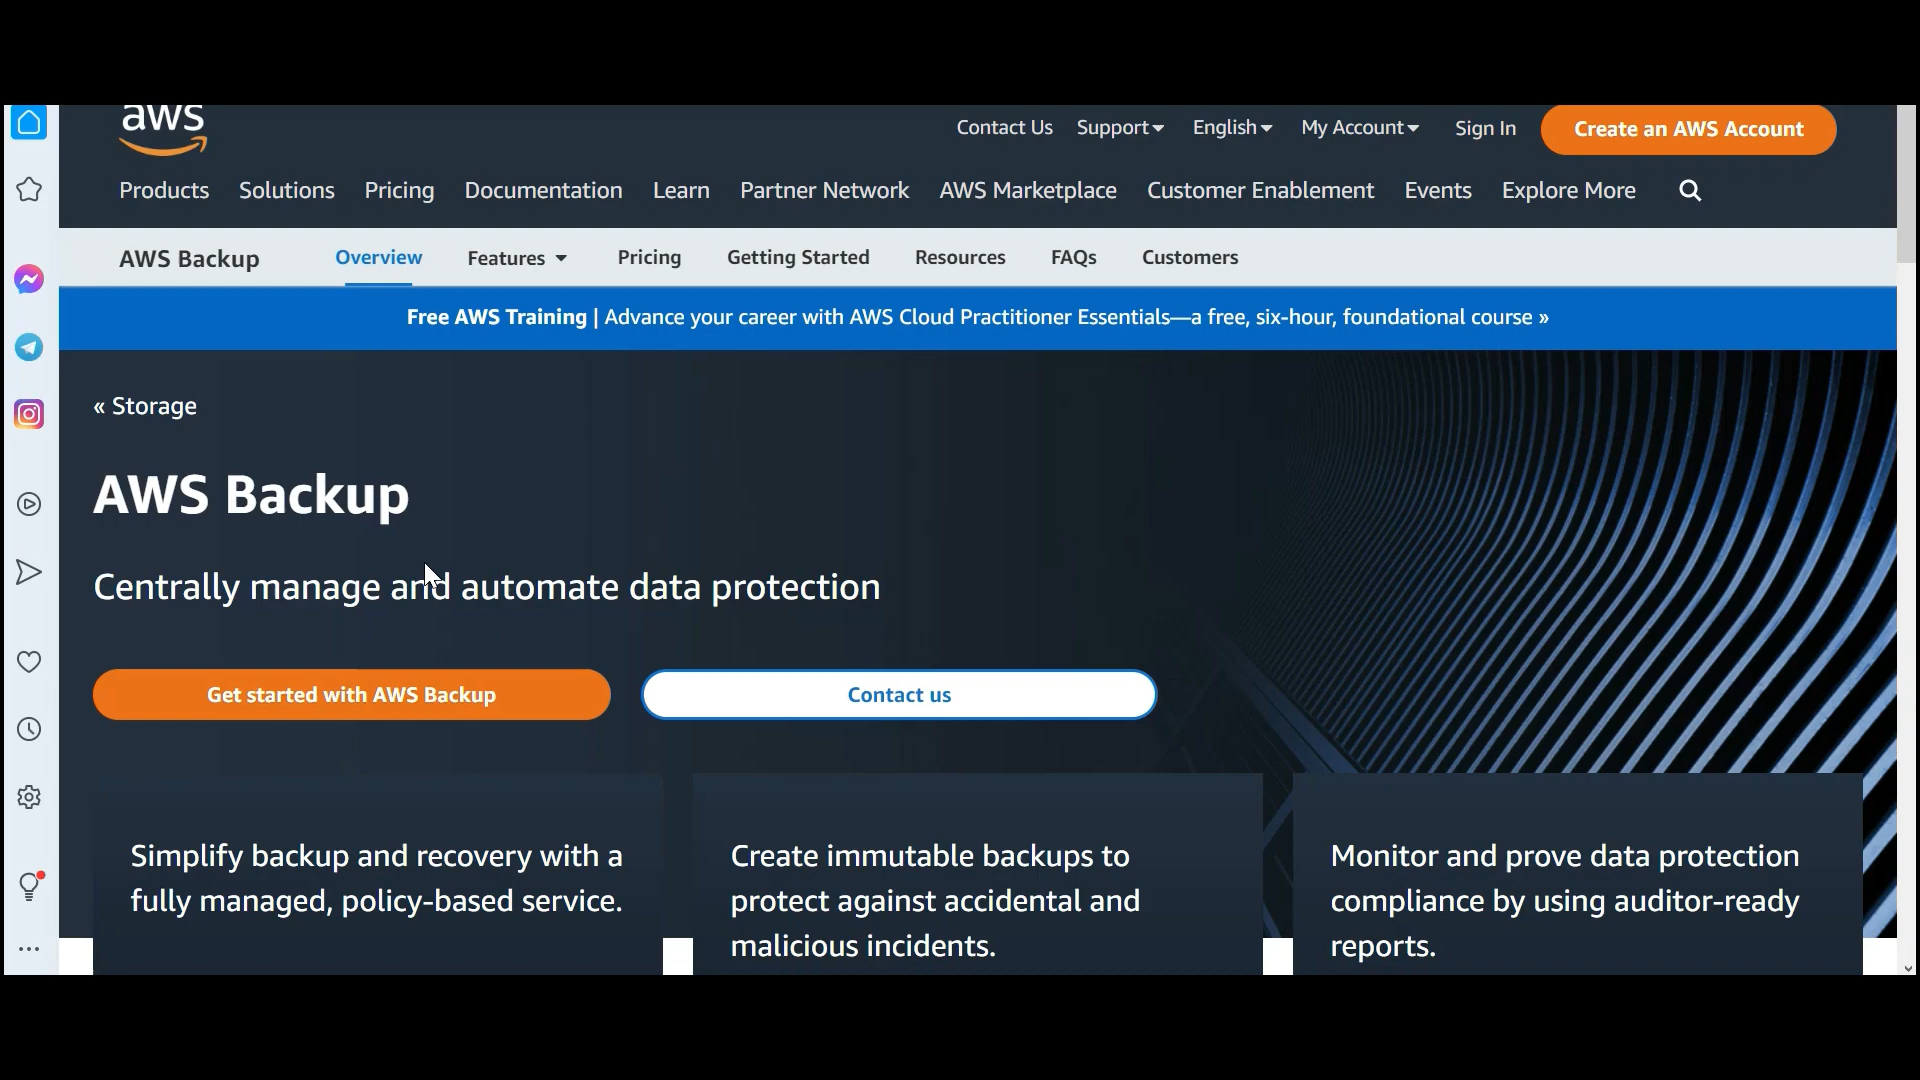 aws
Contact Us Support English My Account Sign In Create an AWS Account
Products Solutions Pricing Documentation Learn Partner Network AWS Marketplace Customer Enablement Events Explore More
AWS Backup Overview Features Pricing Getting Started Resources FAQs Customers
Free AWS Training | Advance your career with AWS Cloud Practitioner Essentials—a free, six-hour, foundational course »
« Storage
AWS Backup
Centrally manage and automate data protection
Get started with AWS Backup Contact us
Simplify backup and recovery with a
fully managed, policy-based service.
Create immutable backups to
protect against accidental and
malicious incidents.
Monitor and prove data protection
compliance by using auditor-ready
reports.